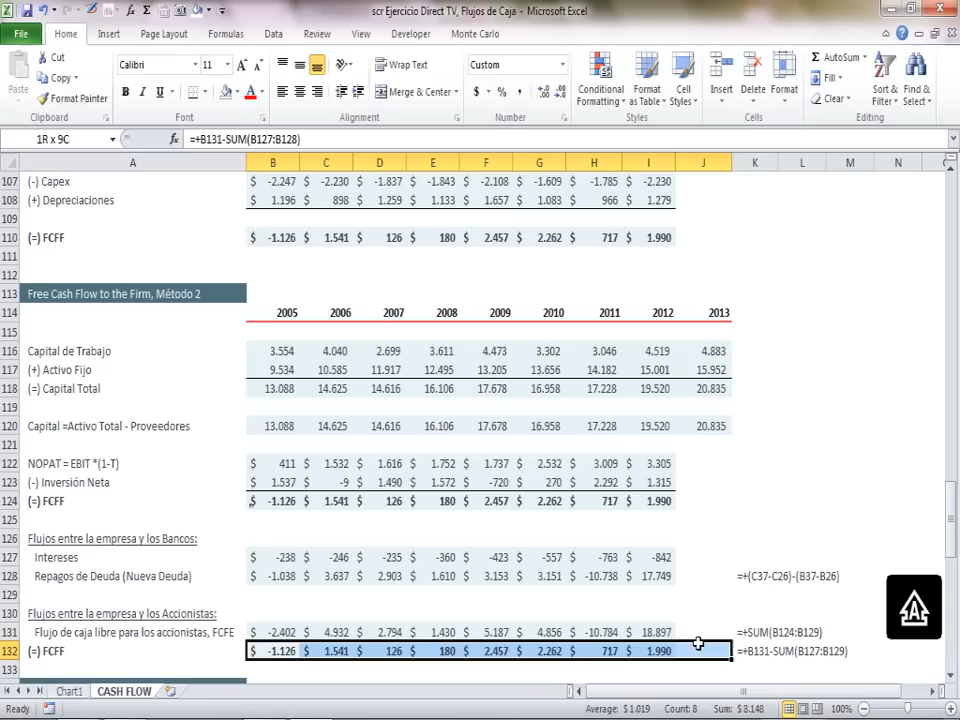 scr Ejercicio Direct TV, Flujos de Caja - Microsoft Excel
File Home Insert Page Layout Formulas Data Review View Developer Monte Carlo
Paste Cut Copy Format Painter Clipboard
Calibri 11 B I U A Font
Wrap Text Merge & Center Alignment
Custom $ % , Number
Conditional Formatting Format as Table Cell Styles Styles
Insert Delete Format Cells
Σ AutoSum Fill Clear Sort & Filter Find & Select Editing
1R x 9C fx =+B131-SUM(B127:B128)
A B C D E F G H I J K L M N
107 (-) Capex $ -2.247 $ -2.230 $ -1.837 $ -1.843 $ -2.108 $ -1.609 $ -1.785 $ -2.230
108 (+) Depreciaciones $ 1.196 $ 898 $ 1.259 $ 1.133 $ 1.657 $ 1.083 $ 966 $ 1.279
109
110 (=) FCFF $ -1.126 $ 1.541 $ 126 $ 180 $ 2.457 $ 2.262 $ 717 $ 1.990
111
112
113 Free Cash Flow to the Firm, Método 2
114 2005 2006 2007 2008 2009 2010 2011 2012 2013
115
116 Capital de Trabajo 3.554 4.040 2.699 3.611 4.473 3.302 3.046 4.519 4.883
117 (+) Activo Fijo 9.534 10.585 11.917 12.495 13.205 13.656 14.182 15.001 15.952
118 (=) Capital Total 13.088 14.625 14.616 16.106 17.678 16.958 17.228 19.520 20.835
119
120 Capital =Activo Total - Proveedores 13.088 14.625 14.616 16.106 17.678 16.958 17.228 19.520 20.835
121
122 NOPAT = EBIT *(1-T) $ 411 $ 1.532 $ 1.616 $ 1.752 $ 1.737 $ 2.532 $ 3.009 $ 3.305
123 (-) Inversión Neta $ 1.537 $ -9 $ 1.490 $ 1.572 $ -720 $ 270 $ 2.292 $ 1.315
124 (=) FCFF $ -1.126 $ 1.541 $ 126 $ 180 $ 2.457 $ 2.262 $ 717 $ 1.990
125
126 Flujos entre la empresa y los Bancos:
127 Intereses $ -238 $ -246 $ -235 $ -360 $ -423 $ -557 $ -763 $ -842
128 Repagos de Deuda (Nueva Deuda) $ -1.038 $ 3.637 $ 2.903 $ 1.610 $ 3.153 $ 3.151 $ -10.738 $ 17.749 =+(C37-C26)-(B37-B26)
129
130 Flujos entre la empresa y los Accionistas:
131 Flujo de caja libre para los accionistas, FCFE $ -2.402 $ 4.932 $ 2.794 $ 1.430 $ 5.187 $ 4.856 $ -10.784 $ 18.897 =+SUM(B124:B129)
132 (=) FCFF $ -1.126 $ 1.541 $ 126 $ 180 $ 2.457 $ 2.262 $ 717 $ 1.990 =+B131-SUM(B127:B129)
133
Chart1 CASH FLOW
Ready Average: $ 1.019 Count: 8 Sum: $ 8.148 100%